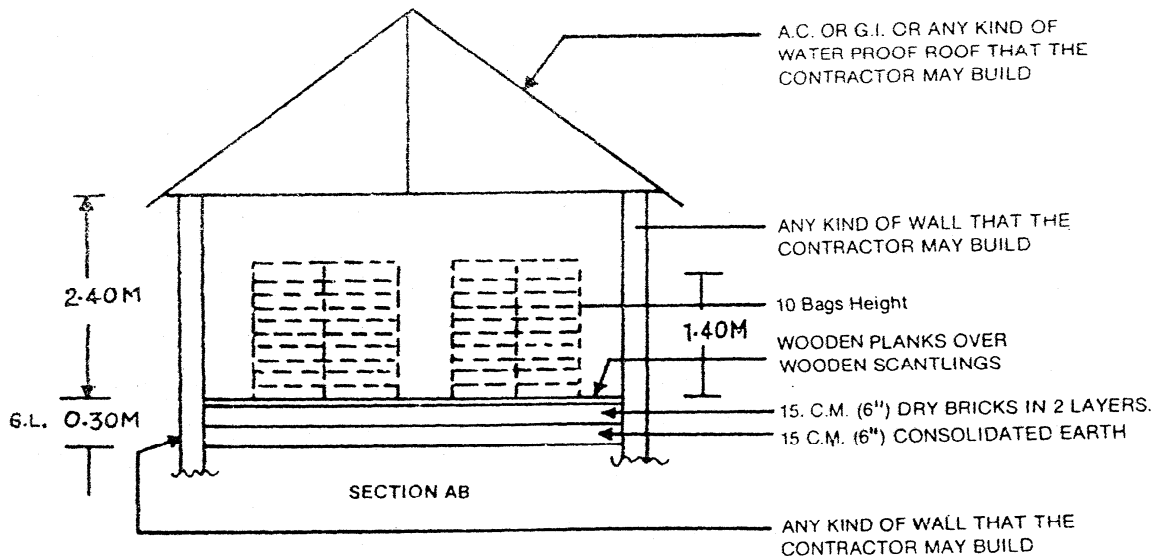 A.C. OR G.I. OR ANY KIND OF
WATER PROOF ROOF THAT THE
CONTRACTOR MAY BUILD
ANY KIND OF WALL THAT THE
CONTRACTOR MAY BUILD
2.40M
10 Bags Height
1.40M
WOODEN PLANKS OVER
WOODEN SCANTLINGS
G.L. 0.30M
15. C.M. (6") DRY BRICKS IN 2 LAYERS.
15 C.M. (6") CONSOLIDATED EARTH
SECTION AB
ANY KIND OF WALL THAT THE
CONTRACTOR MAY BUILD